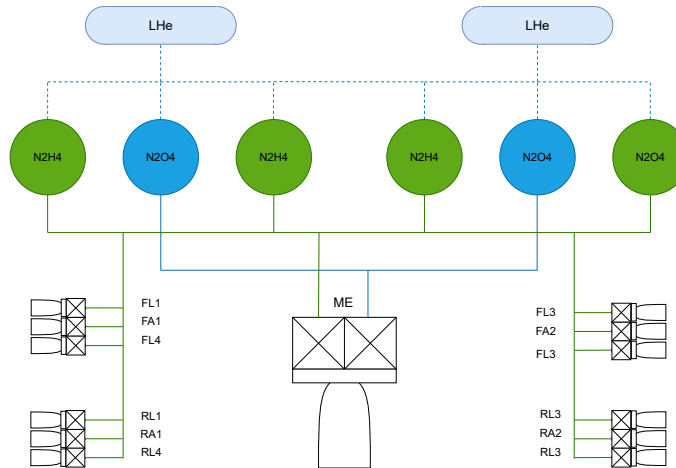 LHe
LHe
N2H4
N2O4
N2H4
N2H4
N2O4
N2O4
ME
FL1
FA1
FL4
FL3
FA2
FL3
RL1
RA1
RL4
RL3
RA2
RL3